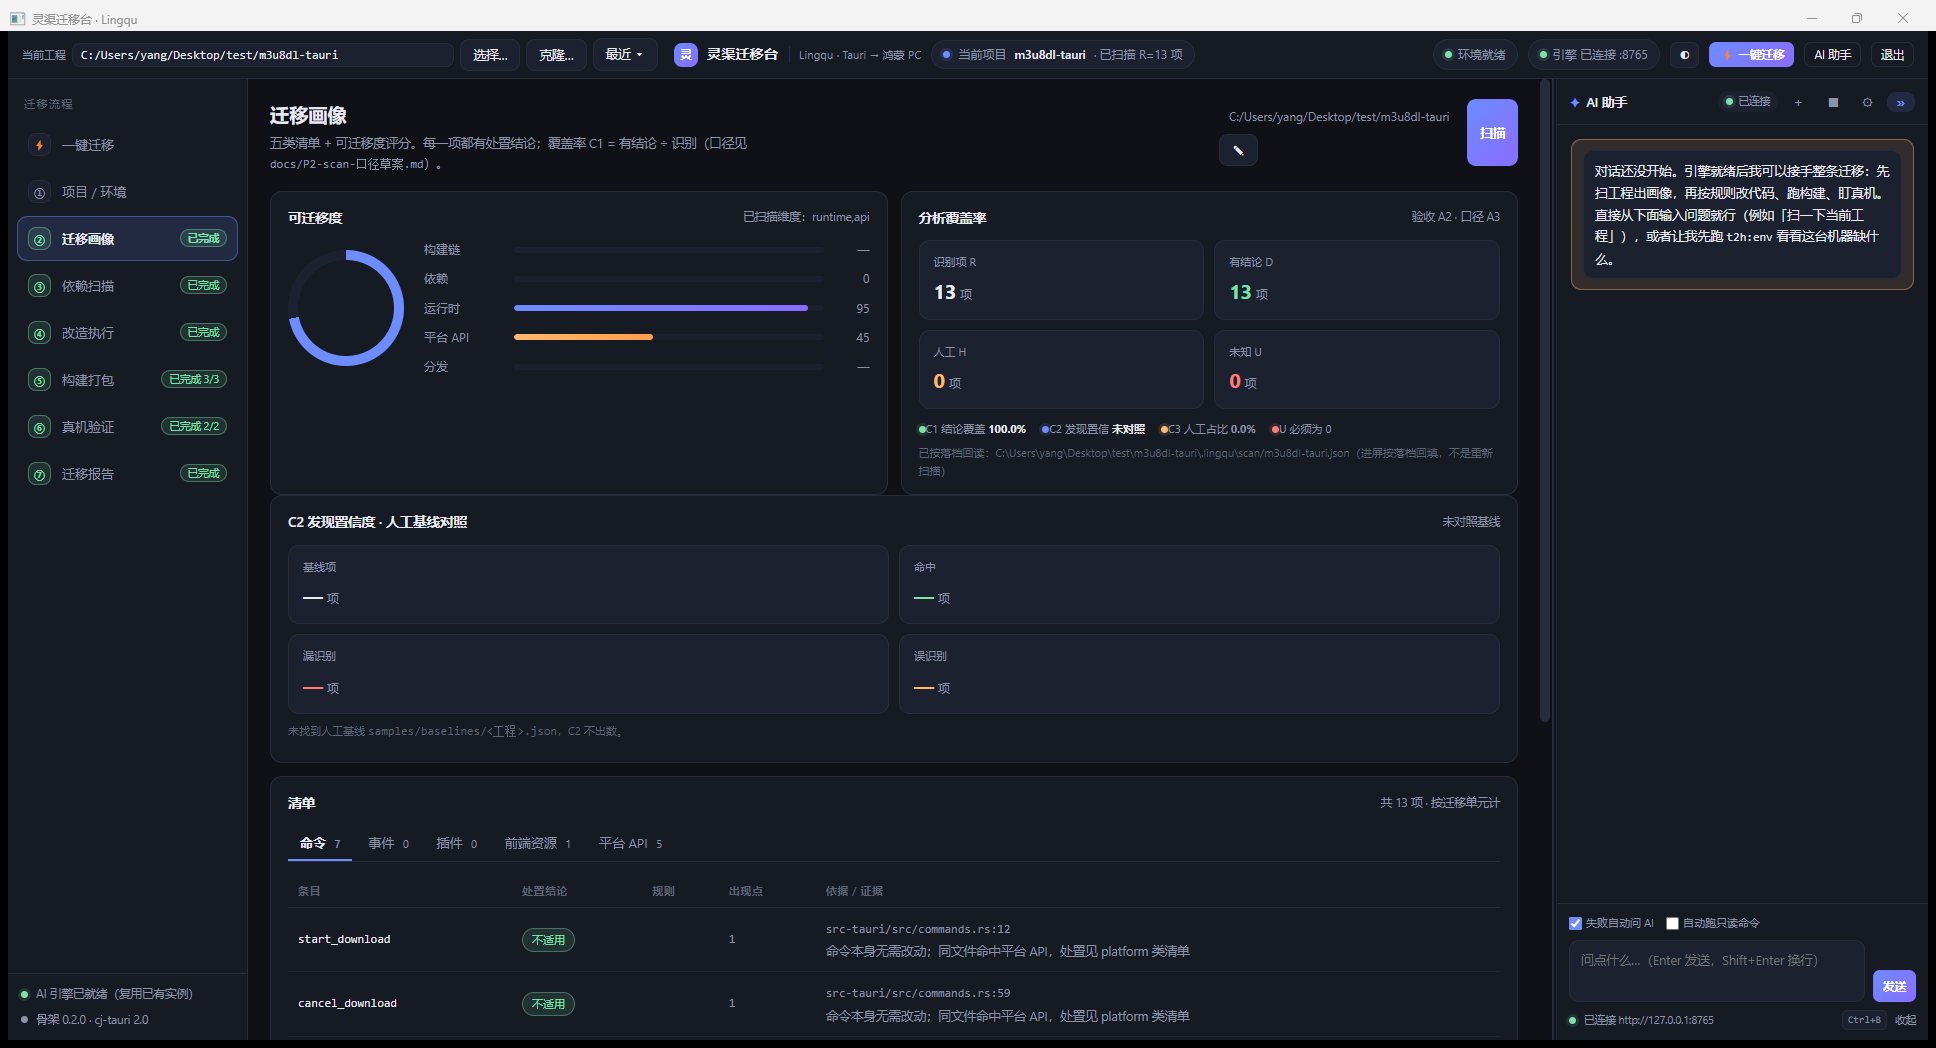 灵渠迁移台 · Lingqu
当前工程 C:/Users/yang/Desktop/test/m3u8dl-tauri 选择... 克隆... 最近 灵 灵渠迁移台 Lingqu · Tauri → 鸿蒙 PC 当前项目 m3u8dl-tauri · 已扫描 R=13 项 环境就绪 引擎 已连接 :8765 一键迁移 AI 助手 退出
迁移流程
一键迁移
① 项目 / 环境
② 迁移画像 已完成
③ 依赖扫描 已完成
④ 改造执行 已完成
⑤ 构建打包 已完成 3/3
⑥ 真机验证 已完成 2/2
⑦ 迁移报告 已完成
AI 引擎已就绪（复用已有实例）
骨架 0.2.0 · cj-tauri 2.0
迁移画像
五类清单 + 可迁移度评分。每一项都有处置结论；覆盖率 C1 = 有结论 ÷ 识别（口径见
docs/P2-scan-口径草案.md）。
C:/Users/yang/Desktop/test/m3u8dl-tauri
扫描
可迁移度 已扫描维度：runtime,api
构建链 —
依赖 0
运行时 95
平台 API 45
分发 —
分析覆盖率 验收 A2 · 口径 A3
识别项 R
13 项
有结论 D
13 项
人工 H
0 项
未知 U
0 项
C1 结论覆盖 100.0% C2 发现置信 未对照 C3 人工占比 0.0% U 必须为 0
已按落档回读：C:\Users\yang\Desktop\test\m3u8dl-tauri\.lingqu\scan/m3u8dl-tauri.json（进屏按落档回填，不是重新
扫描）
C2 发现置信度 · 人工基线对照 未对照基线
基线项
— 项
命中
— 项
漏识别
— 项
误识别
— 项
未找到人工基线 samples/baselines/<工程>.json，C2 不出数。
清单 共 13 项 · 按迁移单元计
命令 7 事件 0 插件 0 前端资源 1 平台 API 5
条目 处置结论 规则 出现点 依据 / 证据
start_download 不适用 1 src-tauri/src/commands.rs:12
命令本身无需改动；同文件命中平台 API，处置见 platform 类清单
cancel_download 不适用 1 src-tauri/src/commands.rs:59
命令本身无需改动；同文件命中平台 API，处置见 platform 类清单
AI 助手 已连接 + »
对话还没开始。引擎就绪后我可以接手整条迁移：先
扫工程出画像，再按规则改代码、跑构建、盯真机。
直接从下面输入问题就行（例如「扫一下当前工
程」），或者让我先跑 t2h:env 看看这台机器缺什
么。
失败自动问 AI 自动跑只读命令
问点什么...（Enter 发送，Shift+Enter 换行）
发送
已连接 http://127.0.0.1:8765 Ctrl+B 收起